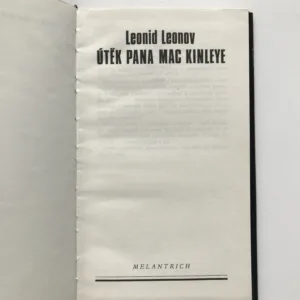 Leonid Leonov
ÚTĚK PANA MAC KINLEYE
MELANTRICH